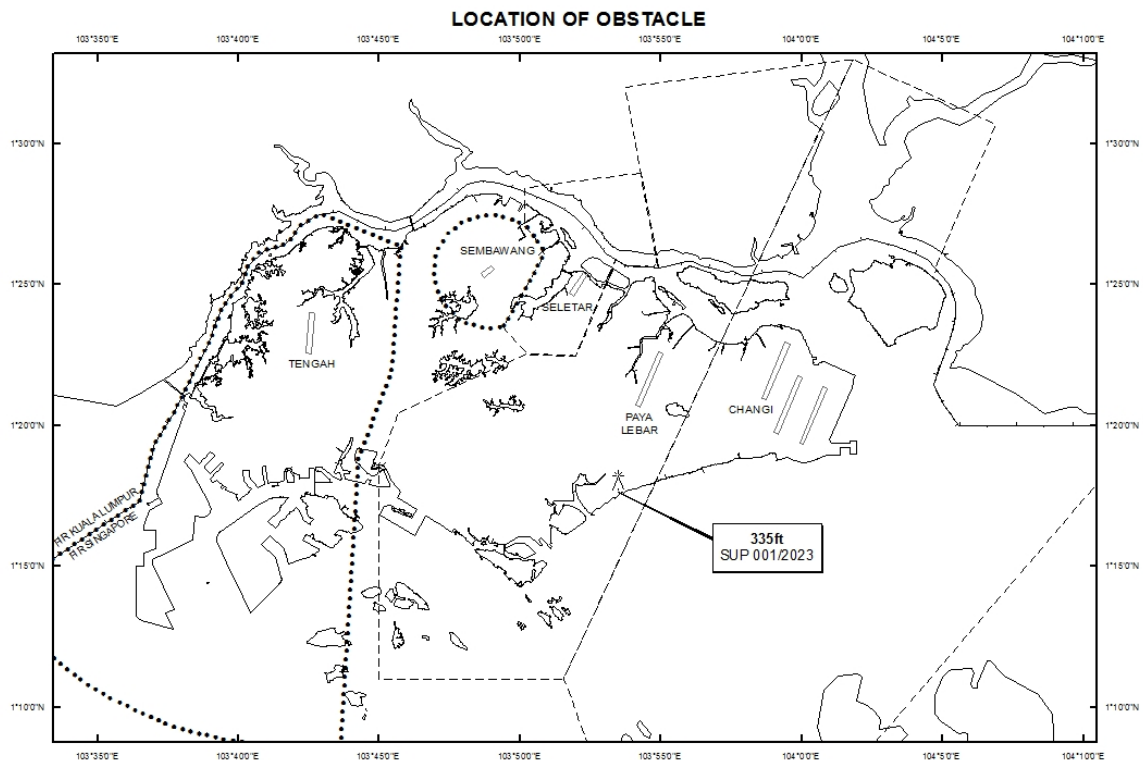 LOCATION OF OBSTACLE
103°35'0"E 103°40'0"E 103°45'0"E 103°50'0"E 103°55'0"E 104°0'0"E 104°5'0"E 104°10'0"E
1°30'0"N 1°30'0"N
SEMBAWANG
1°25'0"N 1°25'0"N
SELETAR
TENGAH
CHANGI
PAYA
LEBAR
1°20'0"N 1°20'0"N
FIR KUALA LUMPUR
FIR SINGAPORE
335ft
SUP 001/2023
1°15'0"N 1°15'0"N
1°10'0"N 1°10'0"N
103°35'0"E 103°40'0"E 103°45'0"E 103°50'0"E 103°55'0"E 104°0'0"E 104°5'0"E 104°10'0"E